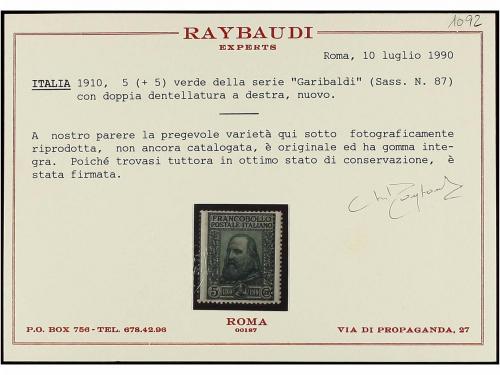 1092
RAYBAUDI
EXPERTS
Roma, 10 luglio 1990
ITALIA 1910, 5 (+ 5) verde della serie "Garibaldi" (Sass. N. 87)
con doppia dentellatura a destra, nuovo.
A nostro parere la pregevole varietà qui sotto fotograficamente
riprodotta, non ancora catalogata, è originale ed ha gomma inte-
gra. Poiché trovasi tuttora in ottimo stato di conservazione, è
stata firmata.
FRANCOBOLLO
POSTALE ITALIANO
5
ROMA
00187
P.O. BOX 756 - TEL. 678.42.96
VIA DI PROPAGANDA, 27